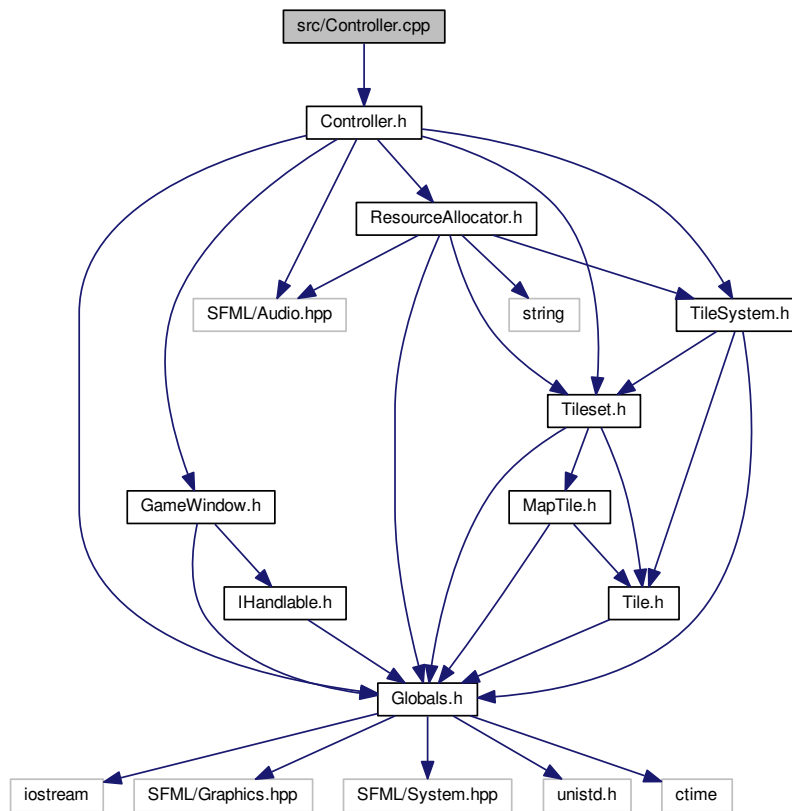 src/Controller.cpp
Controller.h
ResourceAllocator.h
SFML/Audio.hpp
string
TileSystem.h
Tileset.h
GameWindow.h
MapTile.h
IHandlable.h
Tile.h
Globals.h
iostream
SFML/Graphics.hpp
SFML/System.hpp
unistd.h
ctime